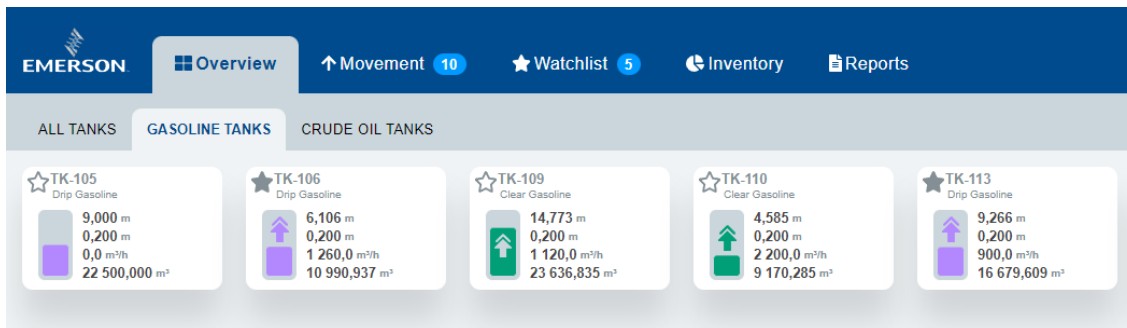 EMERSON
Overview
Movement 10
Watchlist 5
Inventory
Reports
ALL TANKS
GASOLINE TANKS
CRUDE OIL TANKS
TK-105
Drip Gasoline
9,000 m
0,200 m
0,0 m³/h
22 500,000 m³
TK-106
Drip Gasoline
6,106 m
0,200 m
1 260,0 m³/h
10 990,937 m³
TK-109
Clear Gasoline
14,773 m
0,200 m
1 120,0 m³/h
23 636,835 m³
TK-110
Clear Gasoline
4,585 m
0,200 m
2 200,0 m³/h
9 170,285 m³
TK-113
Drip Gasoline
9,266 m
0,200 m
900,0 m³/h
16 679,609 m³